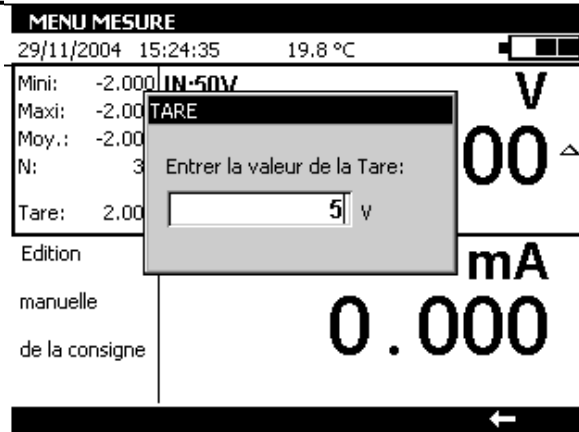 MENU MESURE
29/11/2004 15:24:35 19.8 °C
Mini: -2.000 IN:50V V
Maxi: -2.00
Moy.: -2.00
N: 3
00
Tare: 2.00
TARE
Entrer la valeur de la Tare:
5 V
Edition
manuelle
de la consigne
mA
0.000